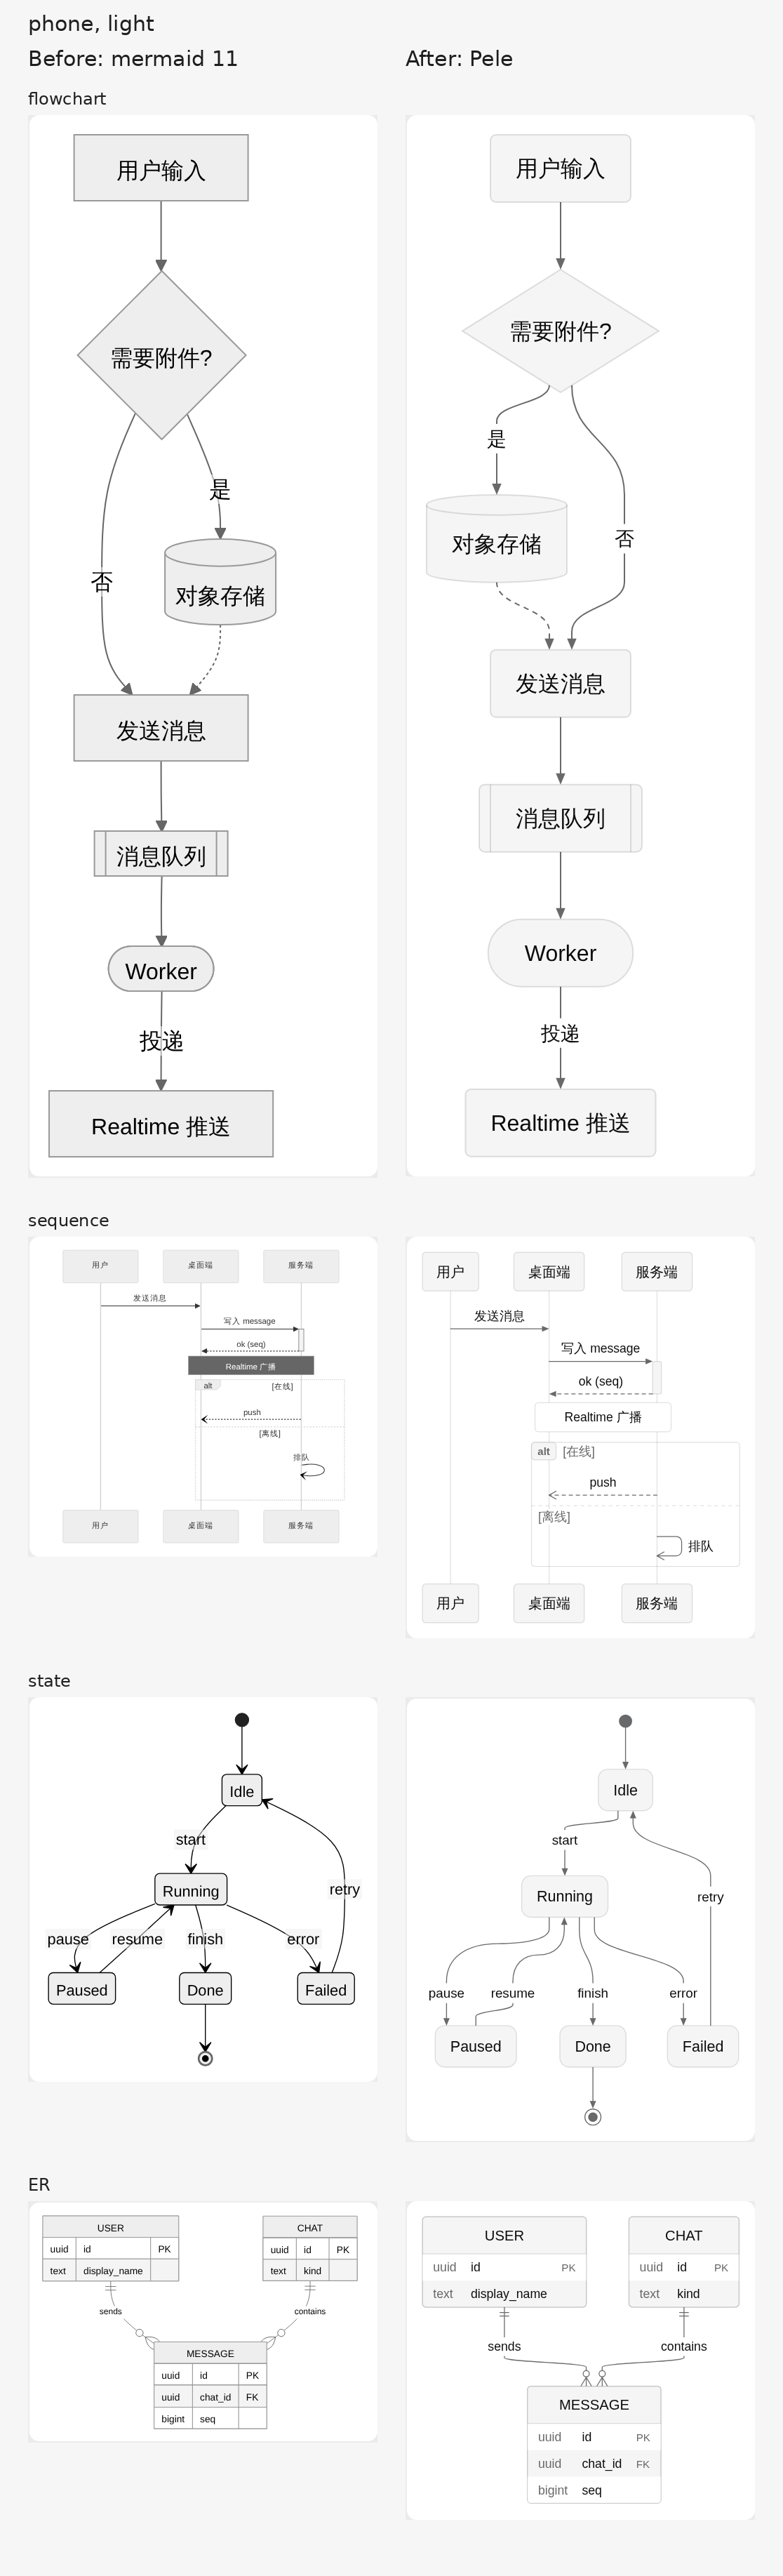 phone, light
Before: mermaid 11
After: Pele
flowchart
用户输入
需要附件?
是
否
对象存储
发送消息
消息队列
Worker
投递
Realtime 推送
用户输入
需要附件?
是
否
对象存储
发送消息
消息队列
Worker
投递
Realtime 推送
sequence
用户 桌面端 服务端
发送消息
写入 message
ok (seq)
Realtime 广播
alt [在线]
push
[离线]
排队
用户 桌面端 服务端
用户 桌面端 服务端
发送消息
写入 message
ok (seq)
Realtime 广播
alt [在线]
push
[离线]
排队
用户 桌面端 服务端
state
Idle
start
Running
retry
pause resume finish error
Paused Done Failed
Idle
start
Running
retry
pause resume finish error
Paused Done Failed
ER
USER
uuid id PK
text display_name
CHAT
uuid id PK
text kind
sends
contains
MESSAGE
uuid id PK
uuid chat_id FK
bigint seq
USER
uuid id PK
text display_name
CHAT
uuid id PK
text kind
sends
contains
MESSAGE
uuid id PK
uuid chat_id FK
bigint seq